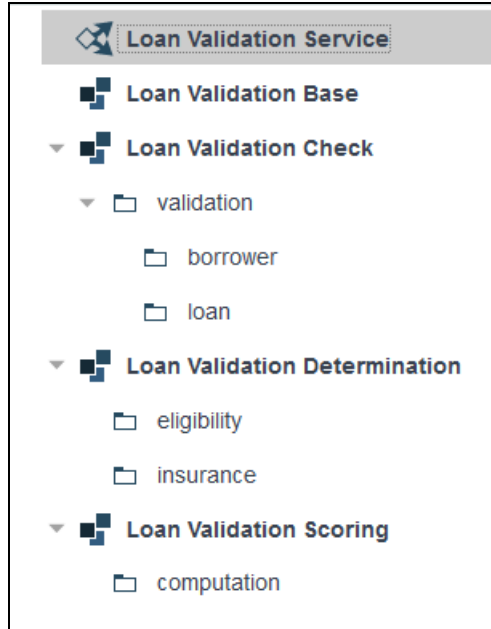 Loan Validation Service
Loan Validation Base
Loan Validation Check
validation
borrower
loan
Loan Validation Determination
eligibility
insurance
Loan Validation Scoring
computation